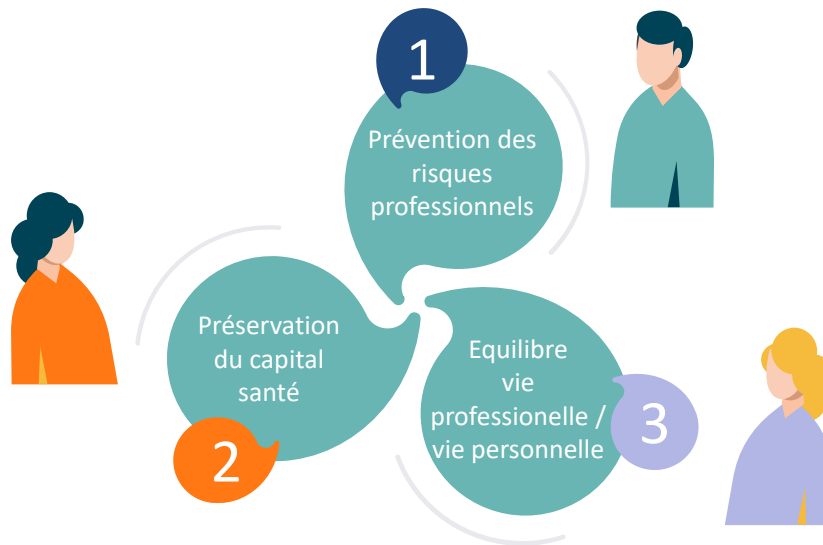 1
Prévention des
risques
professionnels
Préservation
du capital
santé
2
Equilibre
vie
professionelle /
vie personnelle
3